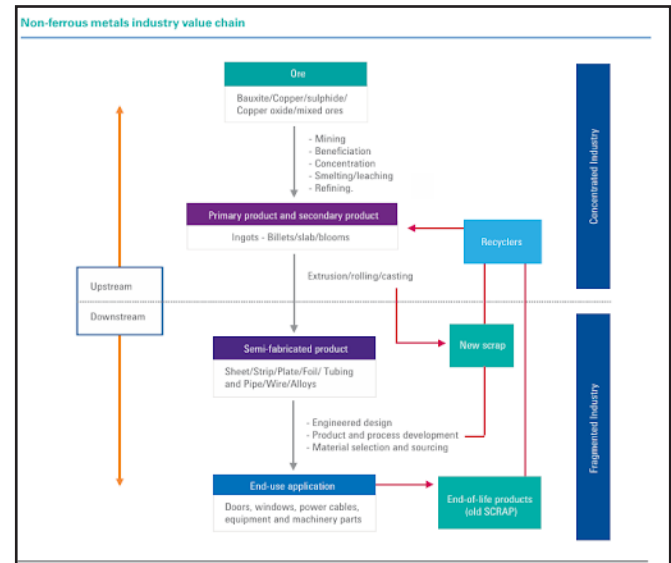 Non-ferrous metals industry value chain
Ore
Bauxite/Copper/sulphide/
Copper oxide/mixed ores
- Mining
- Beneficiation
- Concentration
- Smelting/leaching
- Refining.
Concentrated Industry
Primary product and secondary product
Ingots - Billets/slab/blooms
Recyclers
Extrusion/rolling/casting
Upstream
Downstream
Semi-fabricated product
Sheet/Strip/Plate/Foil/ Tubing
and Pipe/Wire/Alloys
New scrap
- Engineered design
- Product and process development
- Material selection and sourcing
Fragmented Industry
End-use application
Doors, windows, power cables,
equipment and machinery parts
End-of-life products
(old SCRAP)